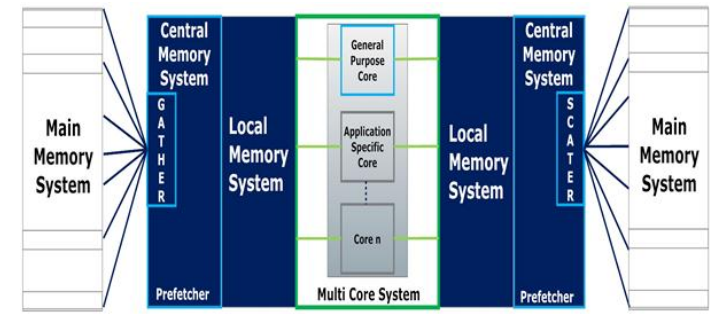 Main
Memory
System
Central
Memory
System
G
A
T
H
E
R
Prefetcher
Local
Memory
System
General
Purpose
Core
Application
Specific
Core
Core n
Multi Core System
Local
Memory
System
Central
Memory
System
S
C
A
T
E
R
Prefetcher
Main
Memory
System